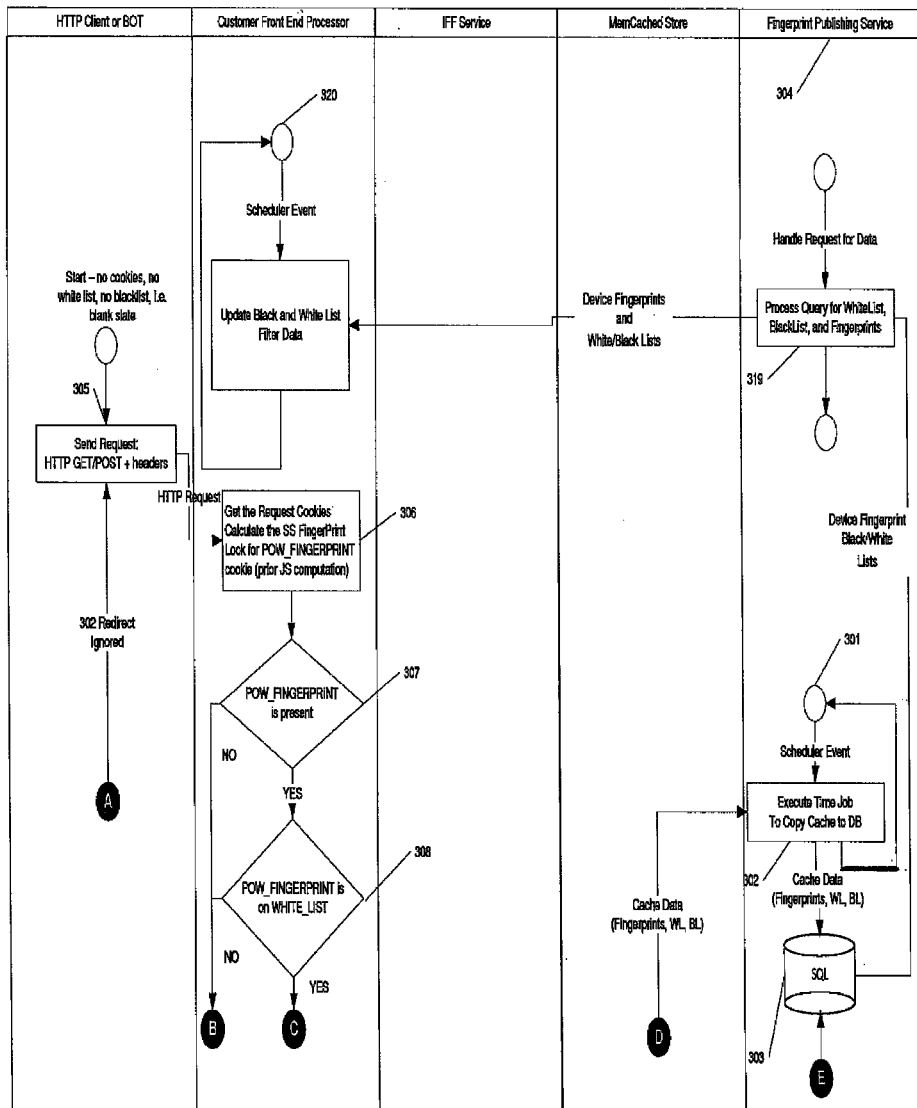 HTTP Client or BOT
Customer Front End Processor
IFF Service
MemCached Store
Fingerprint Publishing Service
304
320
Scheduler Event
Handle Request for Data
Start – no cookies, no
white list, no blacklist, i.e.
blank slate
Update Black and White List
Filter Data
Device Fingerprints
and
White/Black Lists
Process Query for WhiteList,
BlackList, and Fingerprints
319
305
Send Request:
HTTP GET/POST + headers
HTTP Request
Get the Request Cookies
Calculate the SS FingerPrint
Look for POW_FINGERPRINT
cookie (prior JS computation)
306
Device Fingerprint
Black/White
Lists
302 Redirect
Ignored
301
POW_FINGERPRINT
is present
307
NO
YES
Scheduler Event
A
Execute Time Job
To Copy Cache to DB
302
308
POW_FINGERPRINT is
on WHITE_LIST
Cache Data
(Fingerprints, WL, BL)
Cache Data
(Fingerprints, WL, BL)
NO
YES
SQL
B
C
D
303
E